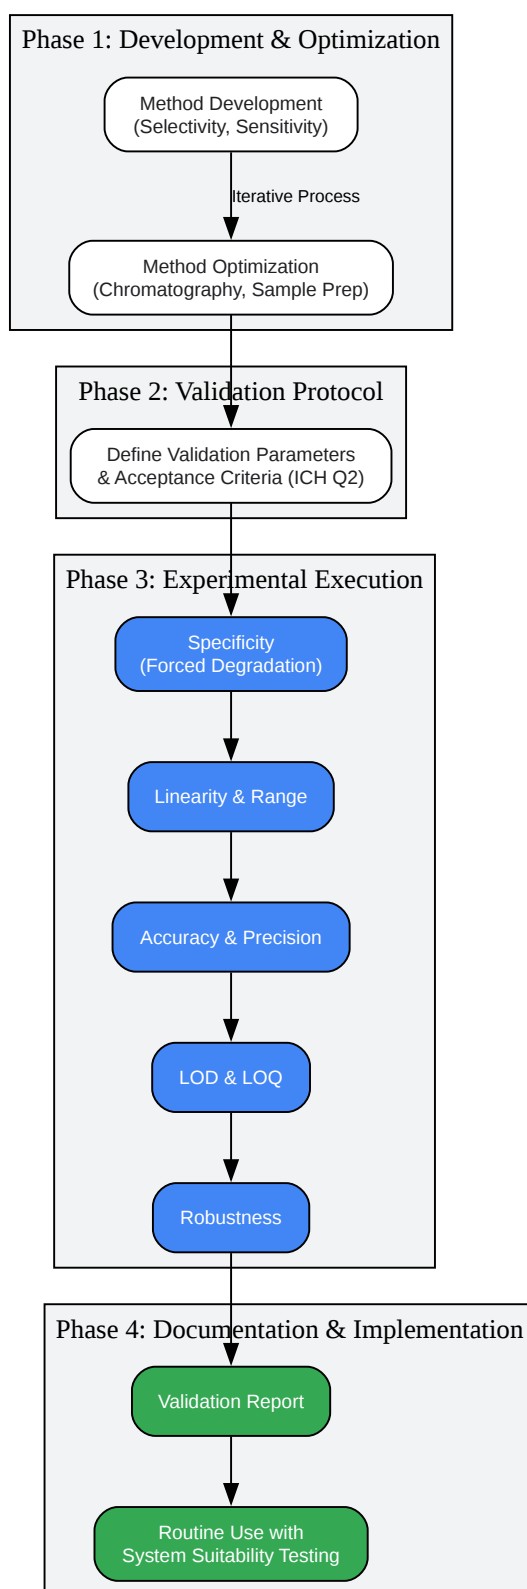 Phase 1: Development & Optimization
Method Development
(Selectivity, Sensitivity)
Iterative Process
Method Optimization
(Chromatography, Sample Prep)
Phase 2: Validation Protocol
Define Validation Parameters
& Acceptance Criteria (ICH Q2)
Phase 3: Experimental Execution
Specificity
(Forced Degradation)
Linearity & Range
Accuracy & Precision
LOD & LOQ
Robustness
Phase 4: Documentation & Implementation
Validation Report
Routine Use with
System Suitability Testing